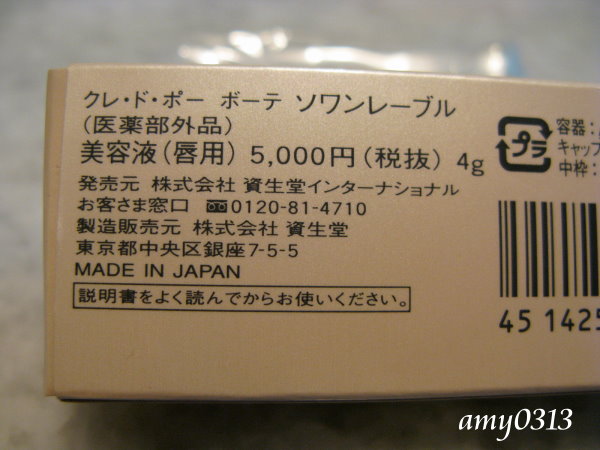 クレ・ド・ポー ボーテ ソワンレーブル
(医薬部外品)
美容液(唇用) 5,000円(税抜) 4g
発売元 株式会社 資生堂インターナショナル
お客さま窓口 0120-81-4710
製造販売元 株式会社 資生堂
東京都中央区銀座7-5-5
MADE IN JAPAN
説明書をよく読んでからお使いください。
プラ
容器:
キャップ
中枠:
45 1425
amy0313